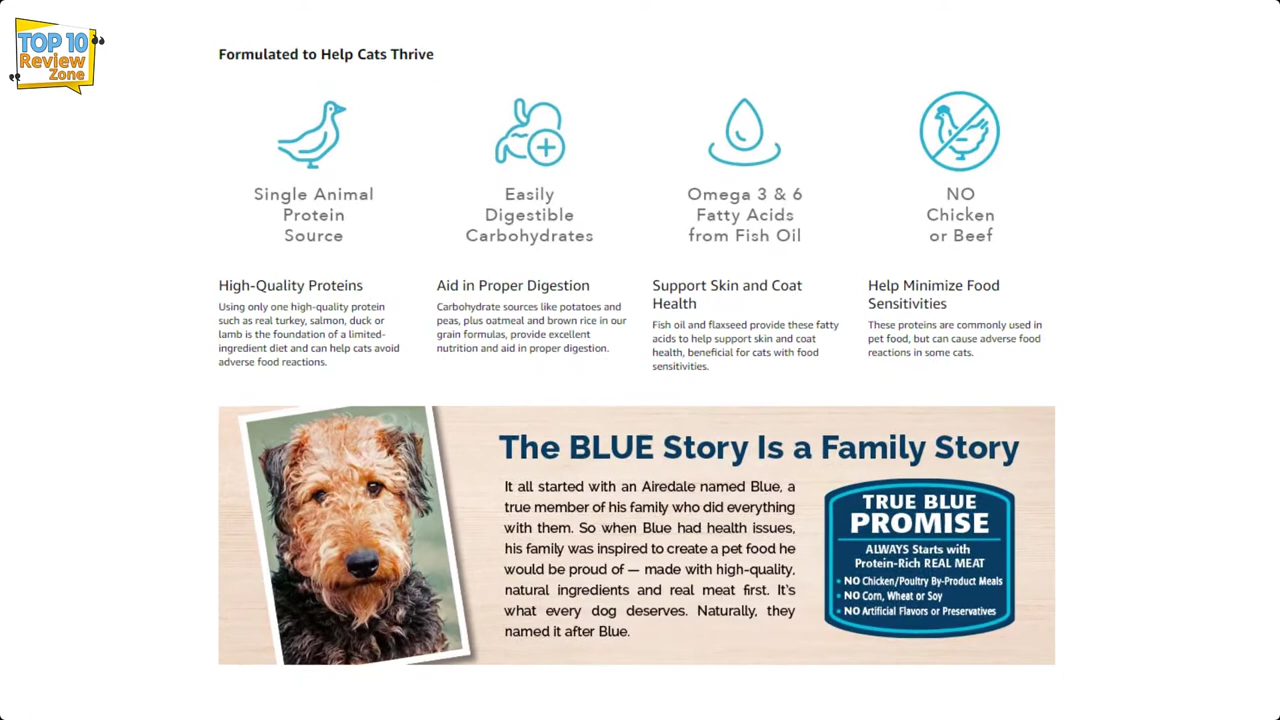 TOP 10
Review
Zone
Formulated to Help Cats Thrive
Single Animal
Protein
Source
Easily
Digestible
Carbohydrates
Omega 3 & 6
Fatty Acids
from Fish Oil
NO
Chicken
or Beef
High-Quality Proteins
Using only one high-quality protein
such as real turkey, salmon, duck or
lamb is the foundation of a limited-
ingredient diet and can help cats avoid
adverse food reactions.
Aid in Proper Digestion
Carbohydrate sources like potatoes and
peas, plus oatmeal and brown rice in our
grain formulas, provide excellent
nutrition and aid in proper digestion.
Support Skin and Coat
Health
Fish oil and flaxseed provide these fatty
acids to help support skin and coat
health, beneficial for cats with food
sensitivities.
Help Minimize Food
Sensitivities
These proteins are commonly used in
pet food, but can cause adverse food
reactions in some cats.
The BLUE Story Is a Family Story
It all started with an Airedale named Blue, a
true member of his family who did everything
with them. So when Blue had health issues,
his family was inspired to create a pet food he
would be proud of — made with high-quality,
natural ingredients and real meat first. It's
what every dog deserves. Naturally, they
named it after Blue.
TRUE BLUE
PROMISE
ALWAYS Starts with
Protein-Rich REAL MEAT
• NO Chicken/Poultry By-Product Meals
• NO Corn, Wheat or Soy
• NO Artificial Flavors or Preservatives